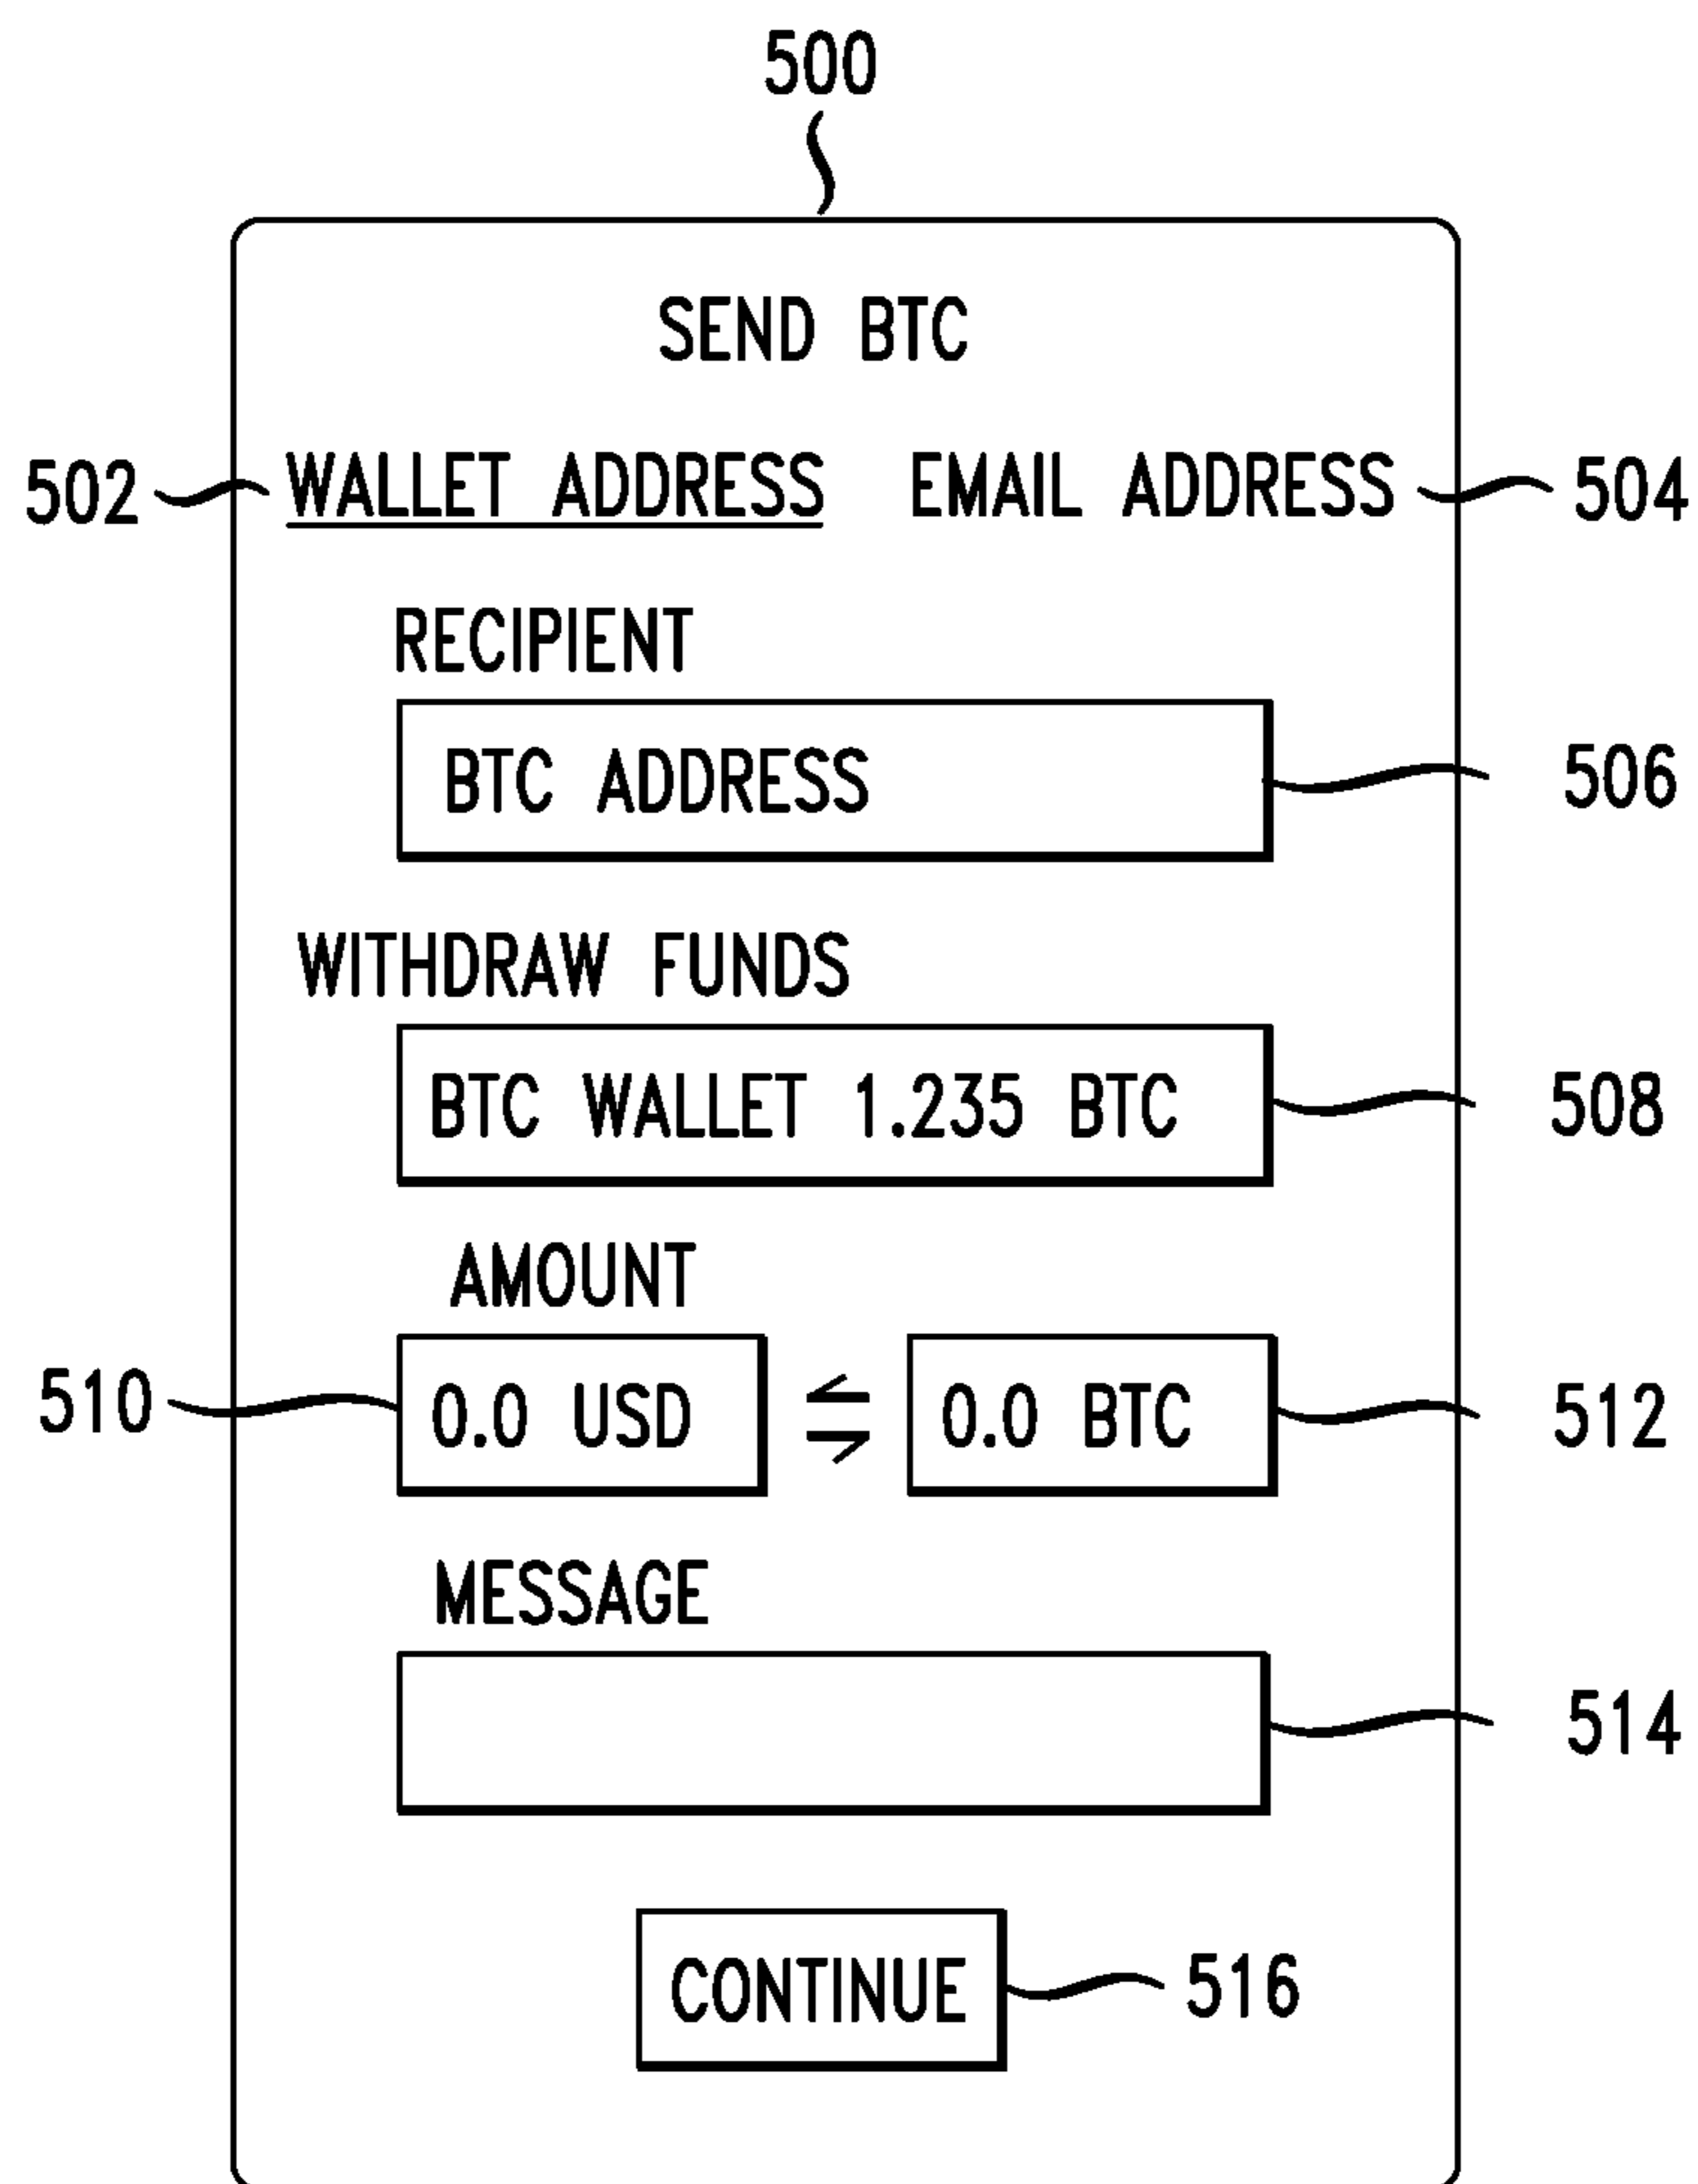 500
SEND BTC
502 WALLET ADDRESS EMAIL ADDRESS 504
RECIPIENT
BTC ADDRESS 506
WITHDRAW FUNDS
BTC WALLET 1.235 BTC 508
AMOUNT
510 0.0 USD ⇋ 0.0 BTC 512
MESSAGE
514
CONTINUE 516